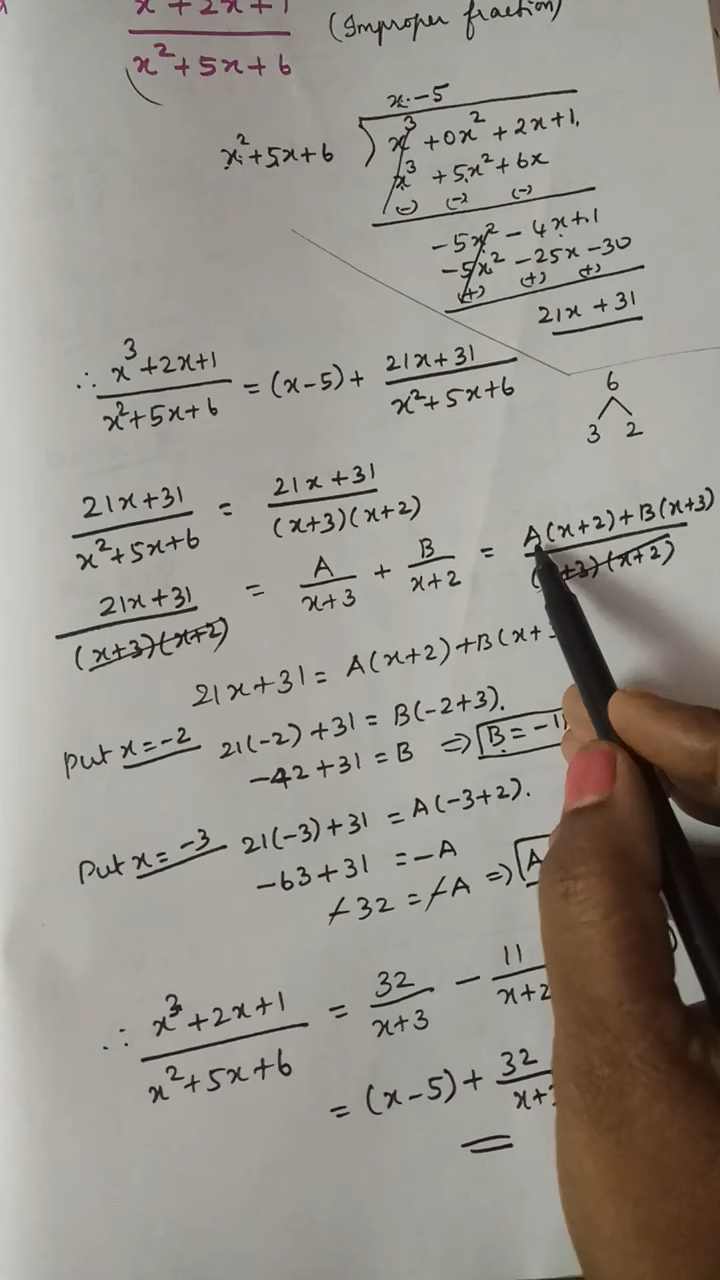 x + 2x + 1 (Improper fraction)
x² + 5x + 6
x - 5
x² + 5x + 6 ) x³ + 0x² + 2x + 1
x³ + 5x² + 6x
(-) (-) (-)
-5x² - 4x + 1
-5x² - 25x - 30
(+) (+) (+)
21x + 31
∴ x³ + 2x + 1 / x² + 5x + 6 = (x - 5) + 21x + 31 / x² + 5x + 6
6
3 2
21x + 31 / x² + 5x + 6 = 21x + 31 / (x + 3)(x + 2)
21x + 31 / (x + 3)(x + 2) = A / x + 3 + B / x + 2 = A(x + 2) + B(x + 3) / +3)(x + 2)
21x + 31 = A(x + 2) + B(x +
Put x = -2 21(-2) + 31 = B(-2 + 3).
-42 + 31 = B ⇒ B = -1
Put x = -3 21(-3) + 31 = A(-3 + 2).
-63 + 31 = -A
-32 = -A ⇒ A
∴ x³ + 2x + 1 / x² + 5x + 6 = 32 / x + 3 - 11 / x + 2
= (x - 5) + 32 / x +